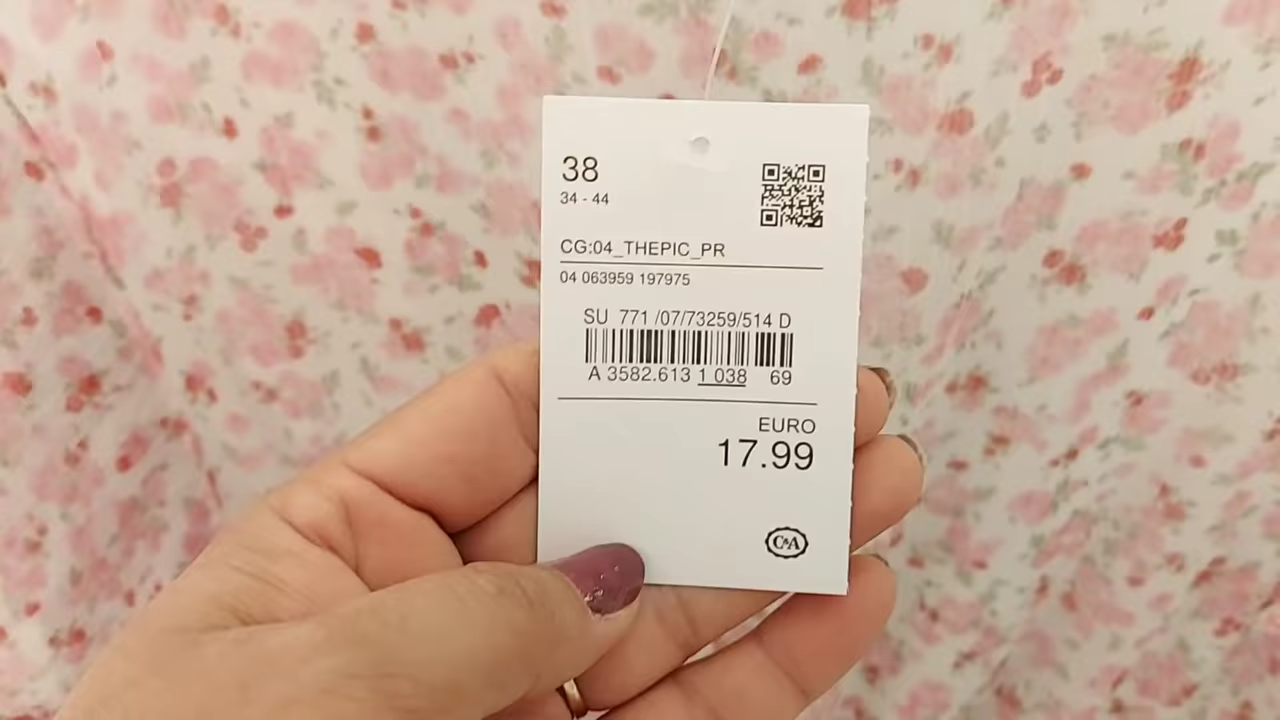 38
34 - 44
CG:04_THEPIC_PR
04 063959 197975
SU 771 /07/73259/514 D
A 3582.613 1 038 69
EURO
17.99
C&A